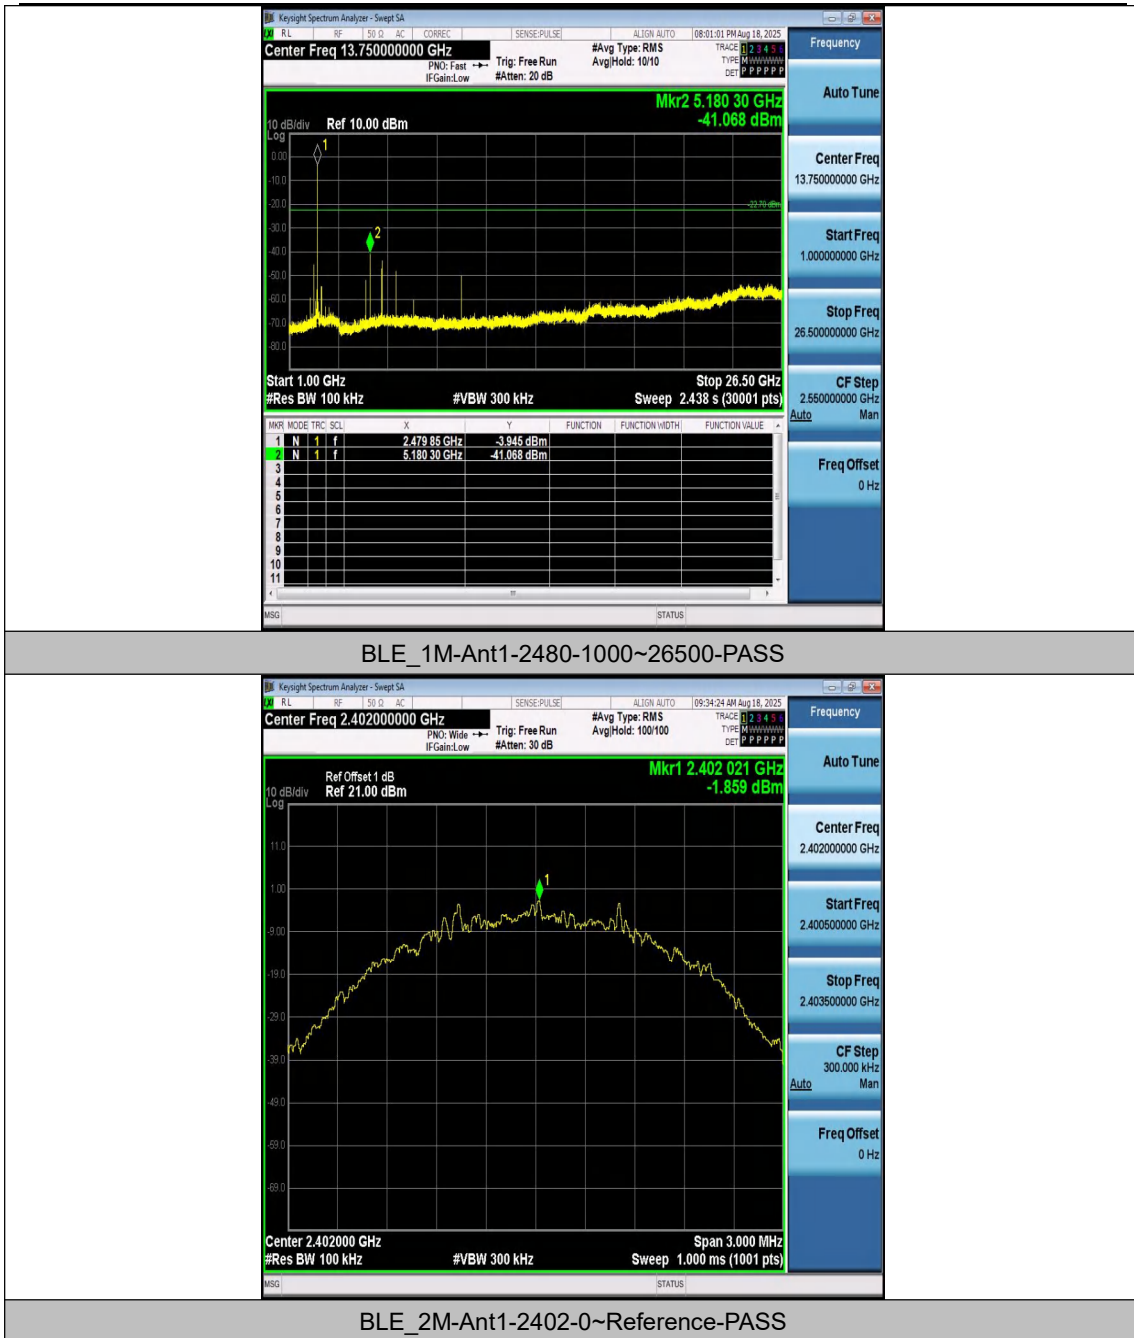 Keysight Spectrum Analyzer - Swept SA
RL RF 50 Ω AC CORREC SENSE:PULSE ALIGN AUTO 08:01:01 PM Aug 18, 2025
Center Freq 13.750000000 GHz
PNO: Fast
IFGain:Low
Trig: Free Run
#Atten: 20 dB
#Avg Type: RMS
Avg|Hold: 10/10
TRACE 1 2 3 4 5 6
TYPE M WWWWW
DET P P P P P P
Mkr2 5.180 30 GHz
-41.068 dBm
10 dB/div Ref 10.00 dBm
Log
1
0.00
-10.0
-20.0
-22.70 dBm
-30.0
2
-40.0
-50.0
-60.0
-70.0
-80.0
Start 1.00 GHz Stop 26.50 GHz
#Res BW 100 kHz #VBW 300 kHz Sweep 2.438 s (30001 pts)
MKR MODE TRC SCL X Y FUNCTION FUNCTION WIDTH FUNCTION VALUE
1 N 1 f 2.479 85 GHz -3.945 dBm
2 N 1 f 5.180 30 GHz -41.068 dBm
3
4
5
6
7
8
9
10
11
MSG STATUS
Frequency
Auto Tune
Center Freq
13.750000000 GHz
Start Freq
1.000000000 GHz
Stop Freq
26.500000000 GHz
CF Step
2.550000000 GHz
Auto Man
Freq Offset
0 Hz
BLE_1M-Ant1-2480-1000~26500-PASS
Keysight Spectrum Analyzer - Swept SA
RL RF 50 Ω AC SENSE:PULSE ALIGN AUTO 09:34:24 AM Aug 18, 2025
Center Freq 2.402000000 GHz
PNO: Wide
IFGain:Low
Trig: Free Run
#Atten: 30 dB
#Avg Type: RMS
Avg|Hold: 100/100
TRACE 1 2 3 4 5 6
TYPE M WWWWW
DET P P P P P P
Mkr1 2.402 021 GHz
-1.859 dBm
Ref Offset 1 dB
10 dB/div Ref 21.00 dBm
Log
11.0
1
1.00
-9.00
-19.0
-29.0
-39.0
-49.0
-59.0
-69.0
Center 2.402000 GHz Span 3.000 MHz
#Res BW 100 kHz #VBW 300 kHz Sweep 1.000 ms (1001 pts)
MSG STATUS
Frequency
Auto Tune
Center Freq
2.402000000 GHz
Start Freq
2.400500000 GHz
Stop Freq
2.403500000 GHz
CF Step
300.000 kHz
Auto Man
Freq Offset
0 Hz
BLE_2M-Ant1-2402-0~Reference-PASS